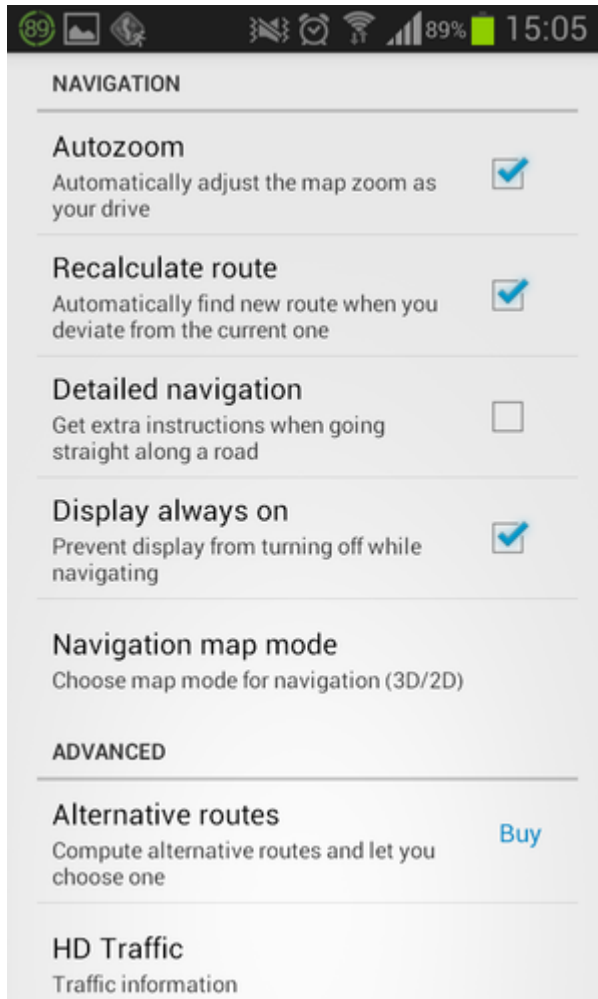 89 89% 15:05
NAVIGATION
Autozoom
Automatically adjust the map zoom as
your drive
Recalculate route
Automatically find new route when you
deviate from the current one
Detailed navigation
Get extra instructions when going
straight along a road
Display always on
Prevent display from turning off while
navigating
Navigation map mode
Choose map mode for navigation (3D/2D)
ADVANCED
Alternative routes
Buy
Compute alternative routes and let you
choose one
HD Traffic
Traffic information